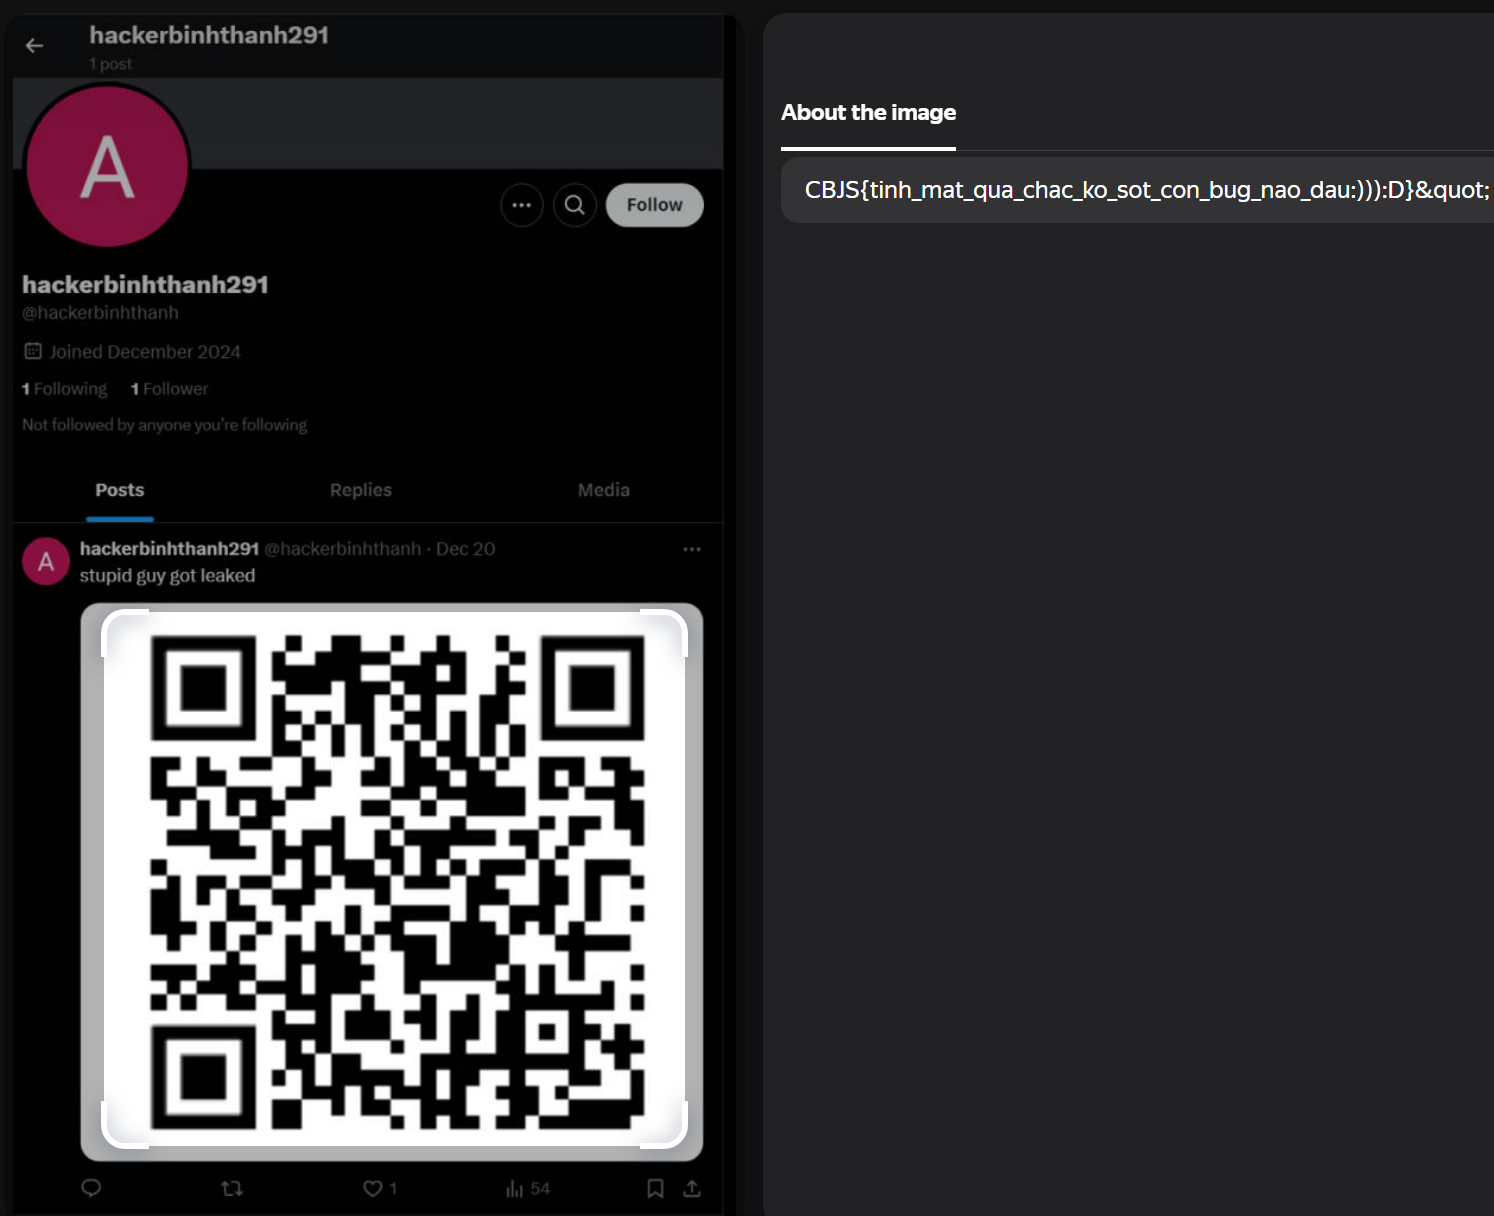 hackerbinhthanh291
1 post
A
Follow
hackerbinhthanh291
@hackerbinhthanh
Joined December 2024
1 Following 1 Follower
Not followed by anyone you're following
Posts Replies Media
A
hackerbinhthanh291 @hackerbinhthanh · Dec 20
stupid guy got leaked
1 54
About the image
CBJS{tinh_mat_qua_chac_ko_sot_con_bug_nao_dau:))):D}&quot;